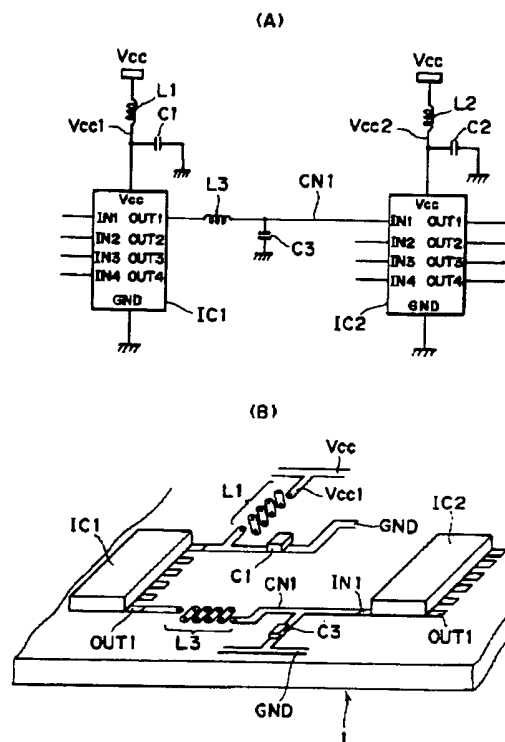 (A)
Vcc Vcc
L1 L2
Vcc1 C1 Vcc2 C2
L3 CN1
Vcc Vcc
IN1 OUT1 IN1 OUT1
IN2 OUT2 IN2 OUT2
IN3 OUT3 C3 IN3 OUT3
IN4 OUT4 IN4 OUT4
GND GND
IC1 IC2
(B)
Vcc
L1 Vcc1
IC1 IC2
GND
C1 CN1 IN1
OUT1 L3 C3 OUT1
GND
1